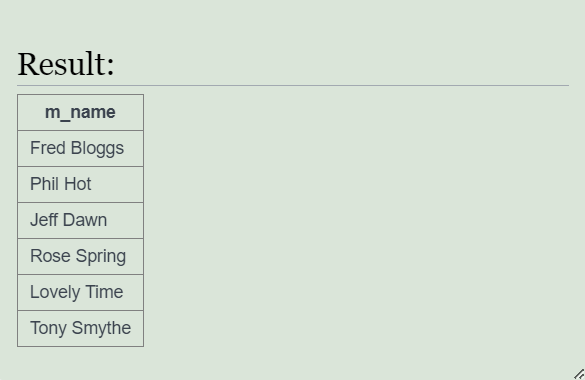 Result:
m_name
Fred Bloggs
Phil Hot
Jeff Dawn
Rose Spring
Lovely Time
Tony Smythe